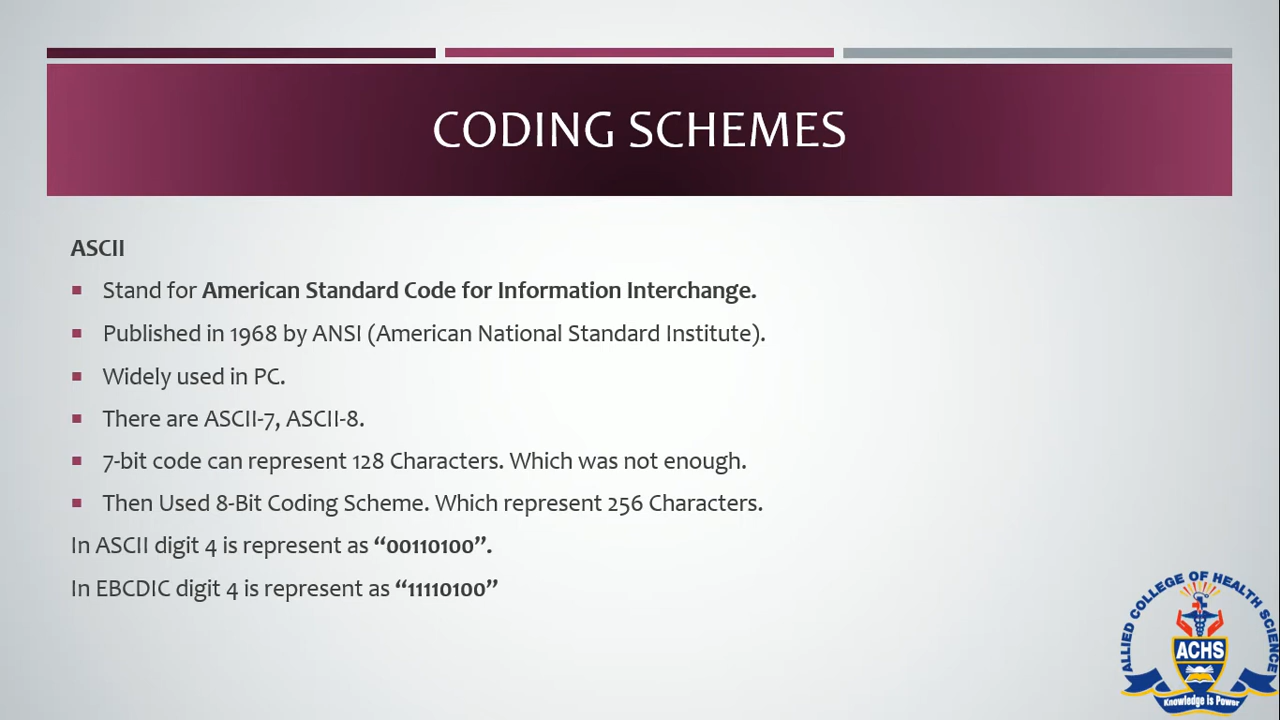 CODING SCHEMES
ASCII
Stand for American Standard Code for Information Interchange.
Published in 1968 by ANSI (American National Standard Institute).
Widely used in PC.
There are ASCII-7, ASCII-8.
7-bit code can represent 128 Characters. Which was not enough.
Then Used 8-Bit Coding Scheme. Which represent 256 Characters.
In ASCII digit 4 is represent as “00110100”.
In EBCDIC digit 4 is represent as “11110100”
ALLIED COLLEGE OF HEALTH SCIENCE
ACHS
Knowledge is Power